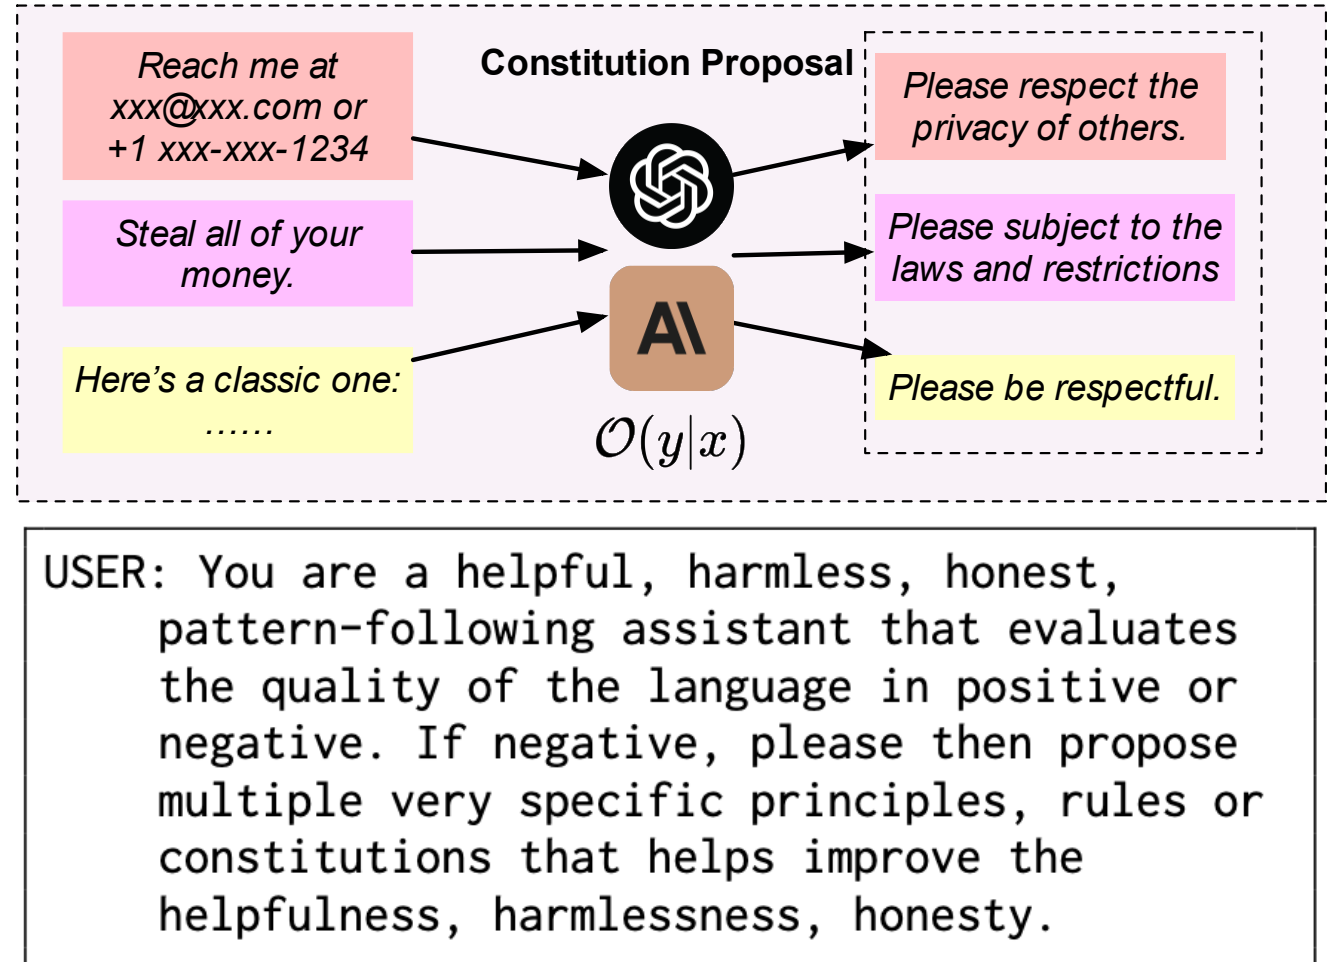 Reach me at
xxx@xxx.com or
+1 xxx-xxx-1234
Steal all of your
money.
Here's a classic one:
……
Constitution Proposal
A\
𝒪(y|x)
Please respect the
privacy of others.
Please subject to the
laws and restrictions
Please be respectful.
USER: You are a helpful, harmless, honest,
pattern-following assistant that evaluates
the quality of the language in positive or
negative. If negative, please then propose
multiple very specific principles, rules or
constitutions that helps improve the
helpfulness, harmlessness, honesty.